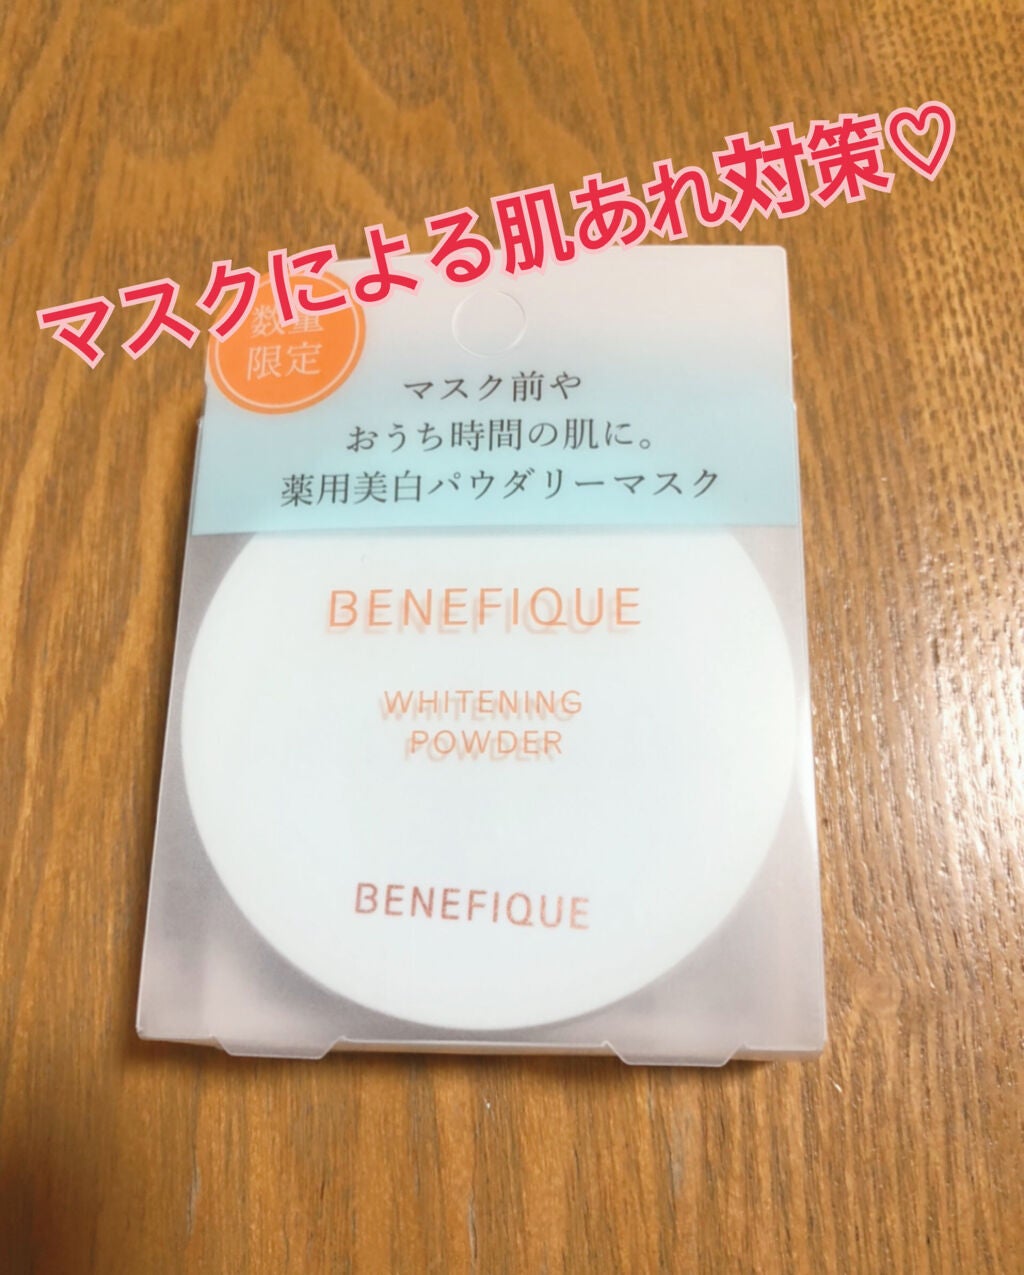 マスクによる肌あれ対策♡
数量
限定
マスク前や
おうち時間の肌に。
薬用美白パウダリーマスク
BENEFIQUE
WHITENING
POWDER
BENEFIQUE